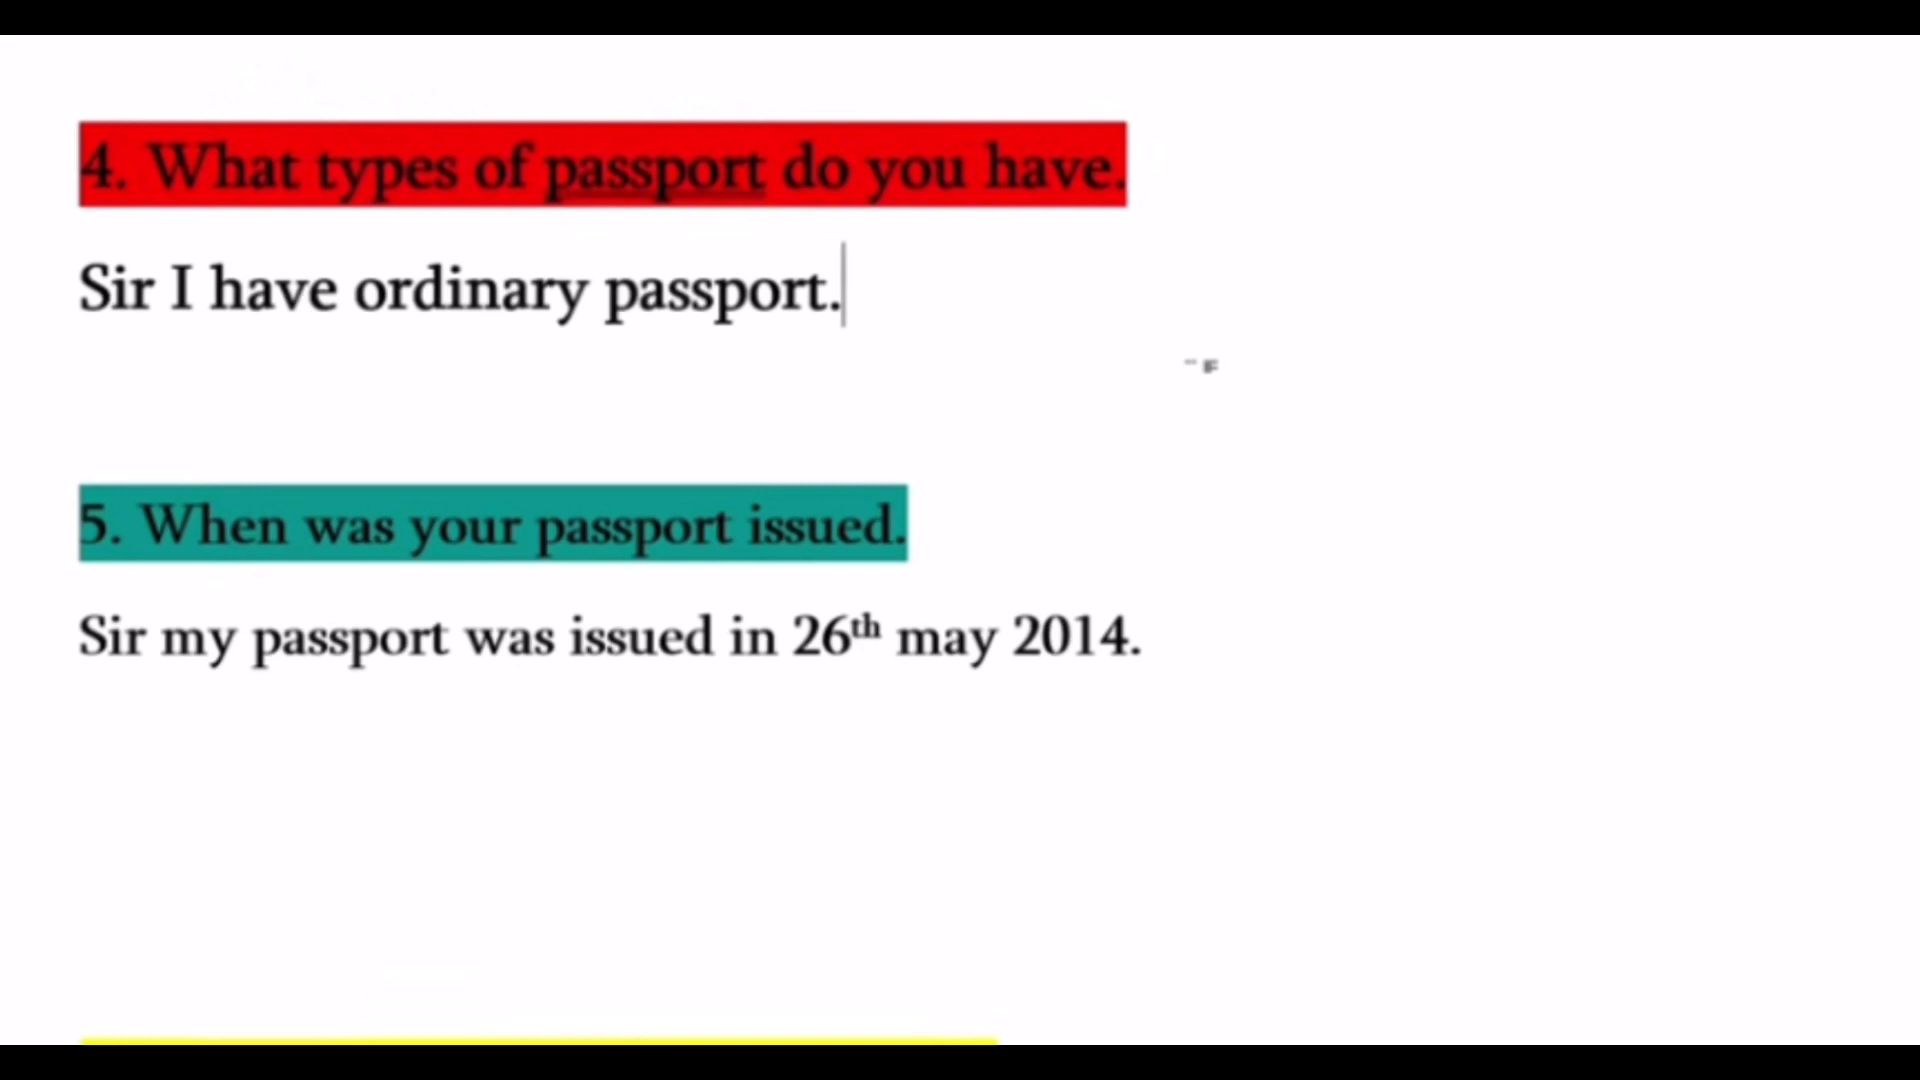 4. What types of passport do you have.
Sir I have ordinary passport.
5. When was your passport issued.
Sir my passport was issued in 26th may 2014.